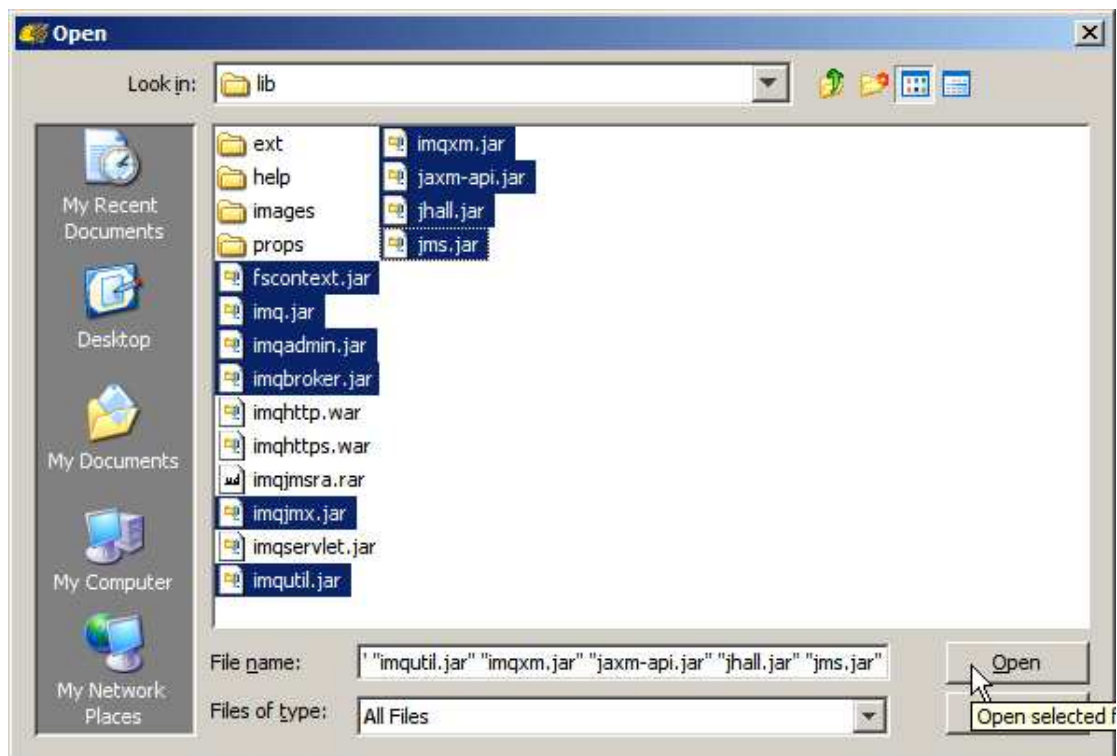 Open
Look in:
lib
My Recent
Documents
Desktop
My Documents
My Computer
My Network
Places
ext
help
images
props
fscontext.jar
imq.jar
imqadmin.jar
imqbroker.jar
imqhttp.war
imqhttps.war
imqjmsra.rar
imqjmx.jar
imqservlet.jar
imqutil.jar
imqxm.jar
jaxm-api.jar
jhall.jar
jms.jar
File name:
" "imqutil.jar" "imqxm.jar" "jaxm-api.jar" "jhall.jar" "jms.jar"
Open
Files of type:
All Files
Open selected f